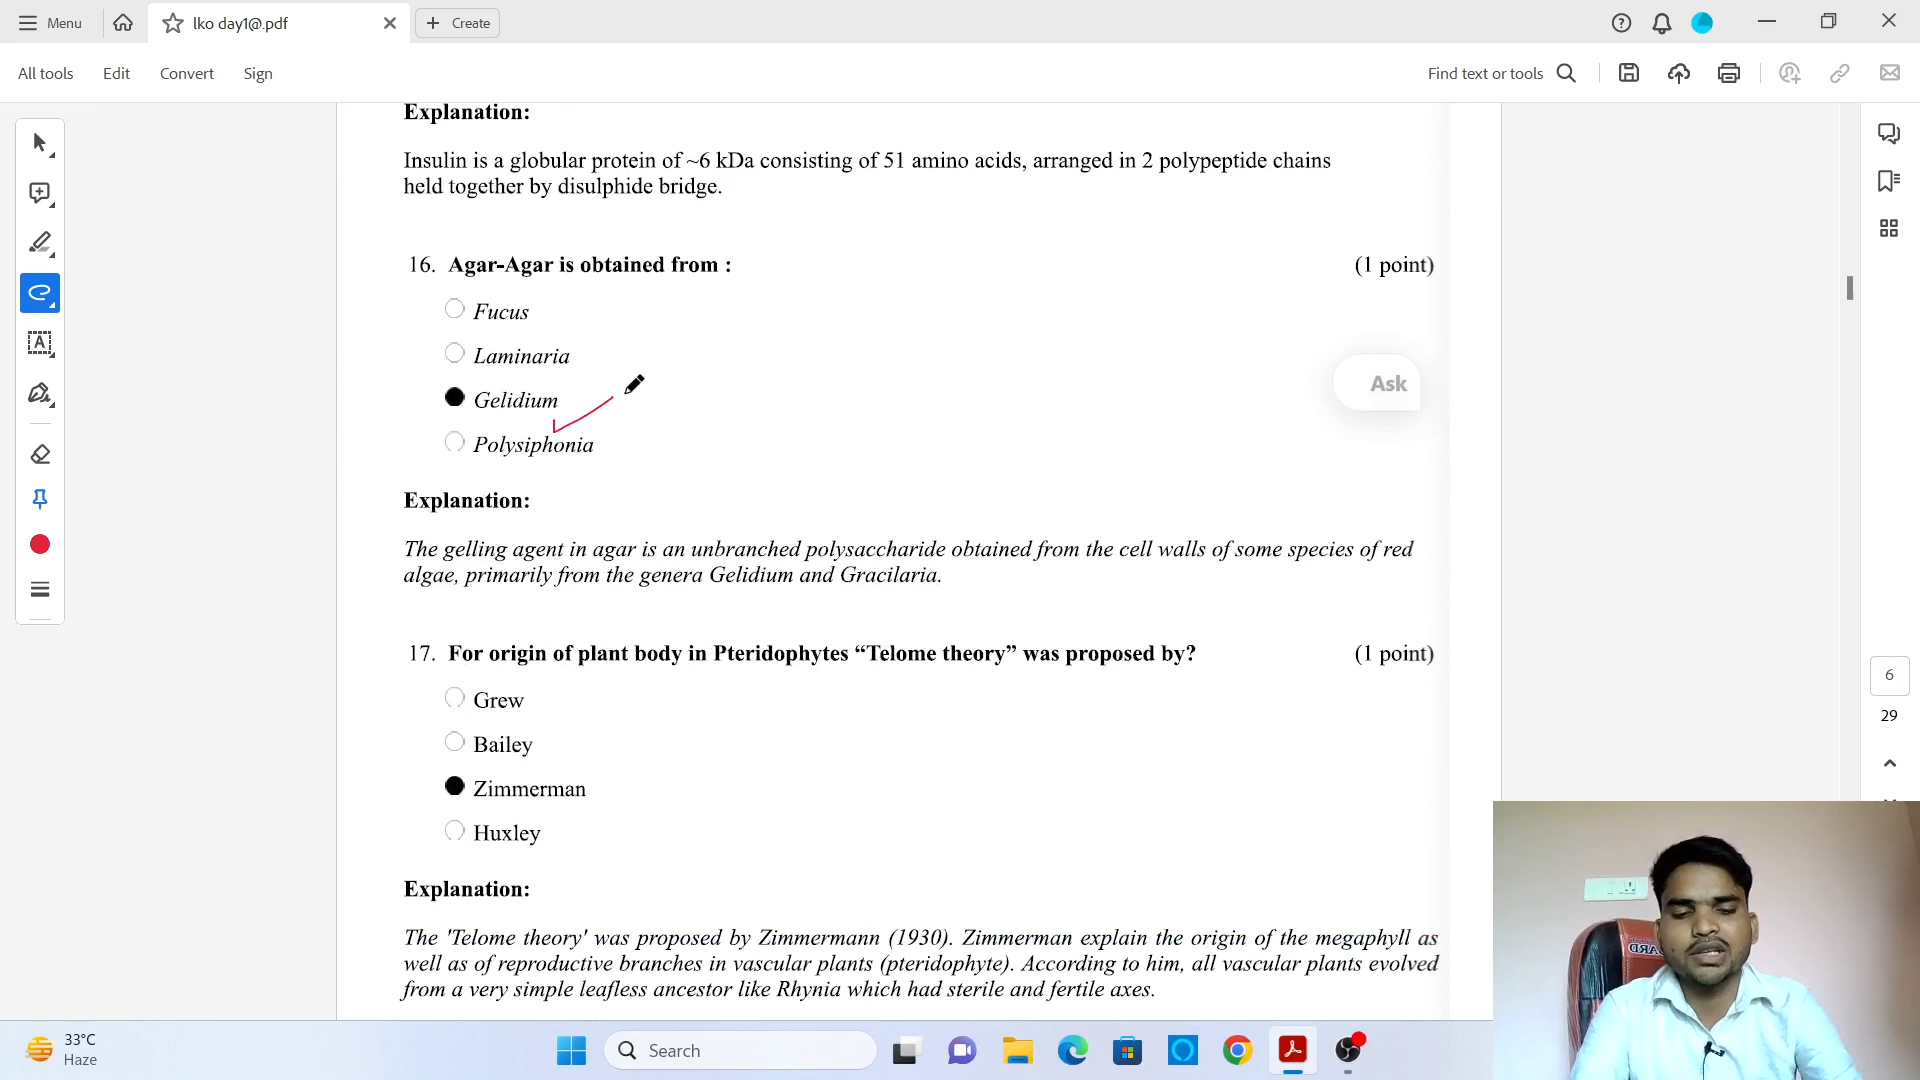 Menu
lko day1@.pdf
Create
All tools
Edit
Convert
Sign
Find text or tools
Explanation:
Insulin is a globular protein of ~6 kDa consisting of 51 amino acids, arranged in 2 polypeptide chains
held together by disulphide bridge.
16. Agar-Agar is obtained from : (1 point)
Fucus
Laminaria
Gelidium
Polysiphonia
Ask
Explanation:
The gelling agent in agar is an unbranched polysaccharide obtained from the cell walls of some species of red
algae, primarily from the genera Gelidium and Gracilaria.
17. For origin of plant body in Pteridophytes “Telome theory” was proposed by? (1 point)
Grew
Bailey
Zimmerman
Huxley
Explanation:
The 'Telome theory' was proposed by Zimmermann (1930). Zimmerman explain the origin of the megaphyll as
well as of reproductive branches in vascular plants (pteridophyte). According to him, all vascular plants evolved
from a very simple leafless ancestor like Rhynia which had sterile and fertile axes.
6
29
33°C
Haze
Search